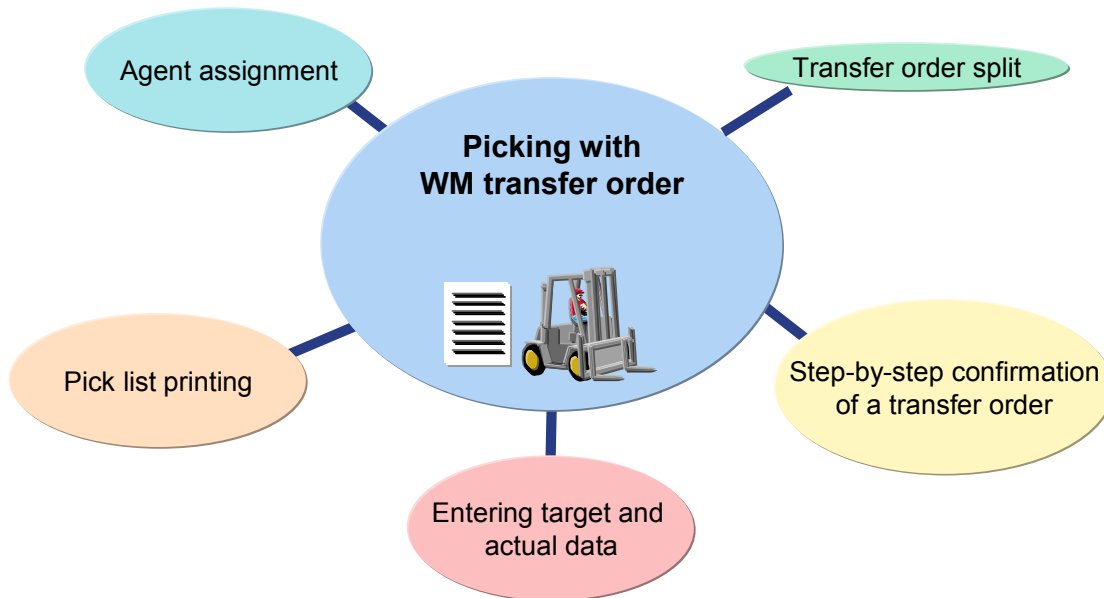 Agent assignment
Transfer order split
Picking with
WM transfer order
Pick list printing
Step-by-step confirmation
of a transfer order
Entering target and
actual data